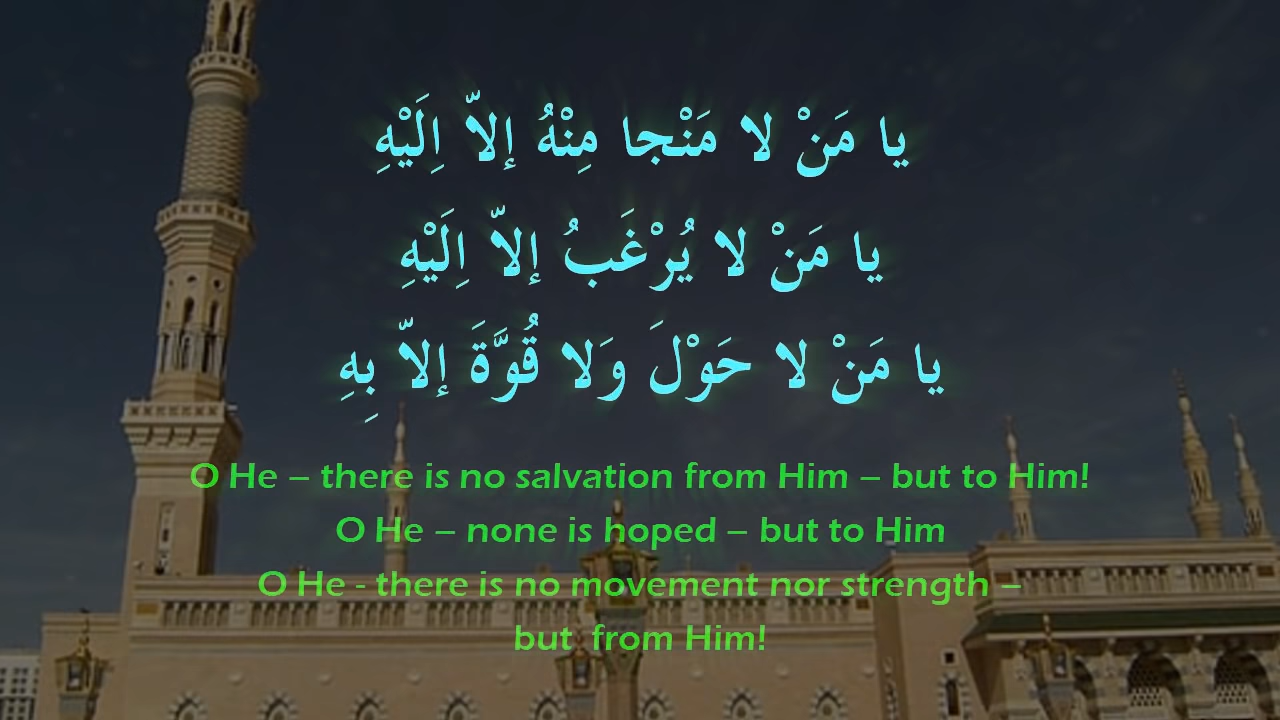 يا مَنْ لا مَنْجا مِنْهُ إلاّ اِلَيْهِ
يا مَنْ لا يُرْغَبُ إلاّ اِلَيْهِ
يا مَنْ لا حَوْلَ وَلا قُوَّةَ إلاّ بِهِ
O He – there is no salvation from Him – but to Him!
O He – none is hoped – but to Him
O He - there is no movement nor strength –
but  from Him!